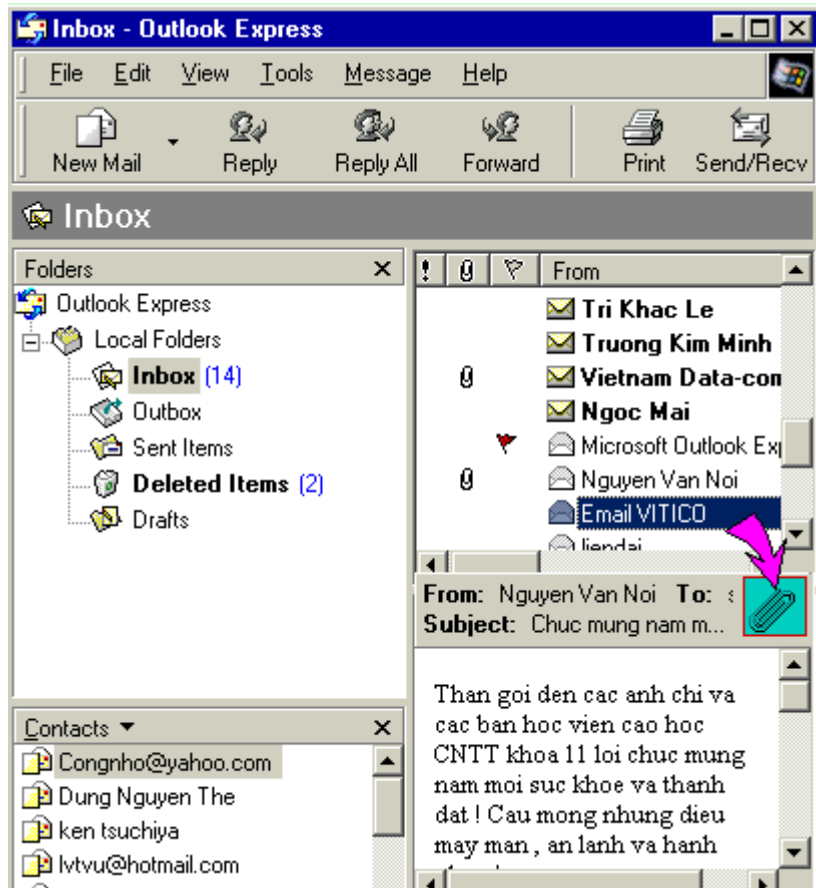 Inbox - Outlook Express
File Edit View Tools Message Help
New Mail Reply Reply All Forward Print Send/Recv
Inbox
Folders
Outlook Express
Local Folders
Inbox (14)
Outbox
Sent Items
Deleted Items (2)
Drafts
Contacts
Congnho@yahoo.com
Dung Nguyen The
ken tsuchiya
lvtvu@hotmail.com
! From
Tri Khac Le
Truong Kim Minh
Vietnam Data-com
Ngoc Mai
Microsoft Outlook Exp
Nguyen Van Noi
Email VITICO
liendai
From: Nguyen Van Noi To: s
Subject: Chuc mung nam m...
Than goi den cac anh chi va
cac ban hoc vien cao hoc
CNTT khoa 11 loi chuc mung
nam moi suc khoe va thanh
dat ! Cau mong nhung dieu
may man , an lanh va hanh